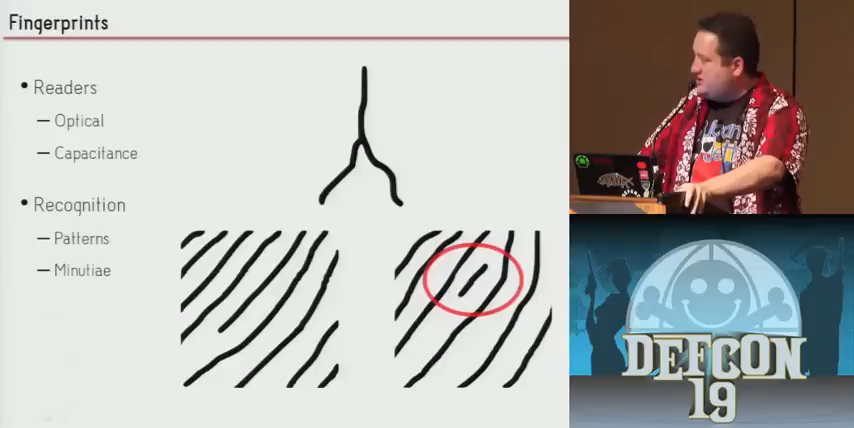 Fingerprints
• Readers
– Optical
– Capacitance
• Recognition
– Patterns
– Minutiae
DEFCON
19